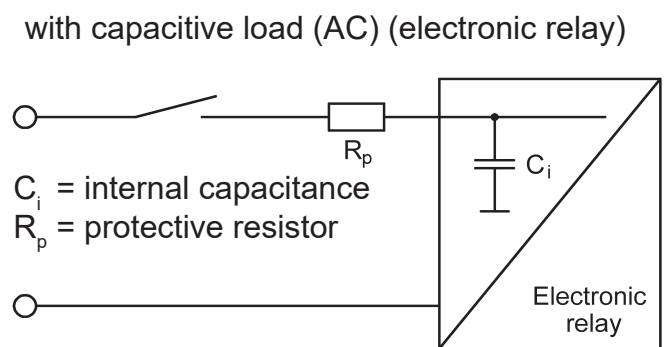 with capacitive load (AC) (electronic relay)
Rp
Ci
Ci = internal capacitance
Rp = protective resistor
Electronic
relay